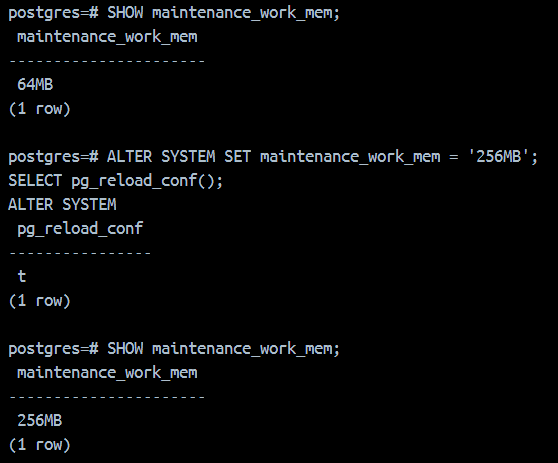 postgres=# SHOW maintenance_work_mem;
 maintenance_work_mem
----------------------
 64MB
(1 row)

postgres=# ALTER SYSTEM SET maintenance_work_mem = '256MB';
SELECT pg_reload_conf();
ALTER SYSTEM
 pg_reload_conf
----------------
 t
(1 row)

postgres=# SHOW maintenance_work_mem;
 maintenance_work_mem
----------------------
 256MB
(1 row)